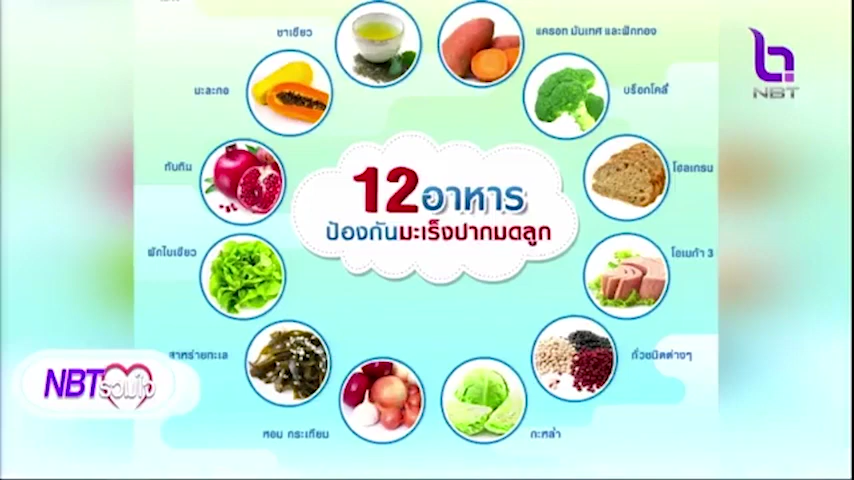 ชาเขียว
แครอท มันเทศ และฟักทอง
NBT
มะละกอ
บร็อกโคลี่
ทับทิม
โฮลเกรน
12 อาหาร
ป้องกันมะเร็งปากมดลูก
ผักใบเขียว
โอเมก้า 3
สาหร่ายทะเล
ถั่วชนิดต่างๆ
NBT รวมใจ
หอม กระเทียม
กะหล่ำ